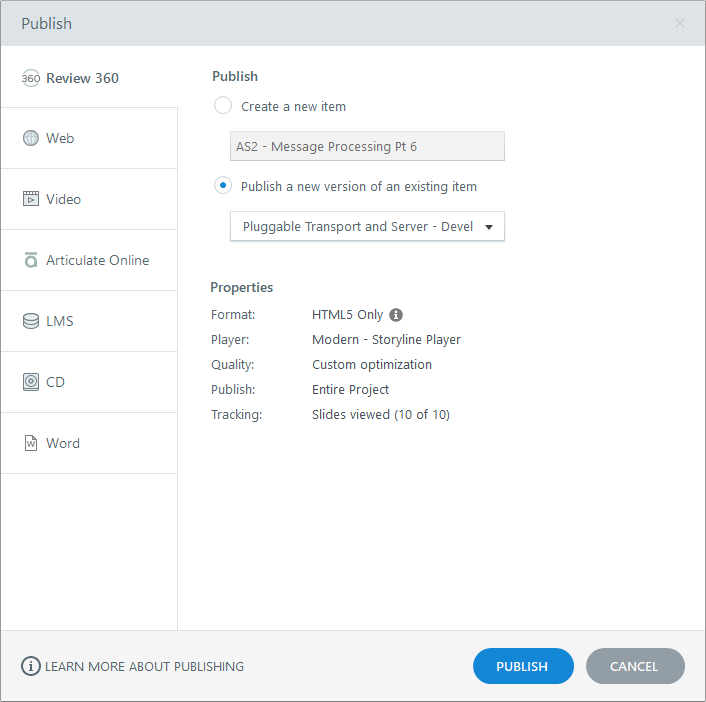 Publish
360 Review 360
Web
Video
Articulate Online
LMS
CD
W Word
Publish
Create a new item
AS2 - Message Processing Pt 6
Publish a new version of an existing item
Pluggable Transport and Server - Devel
Properties
Format: HTML5 Only
Player: Modern - Storyline Player
Quality: Custom optimization
Publish: Entire Project
Tracking: Slides viewed (10 of 10)
LEARN MORE ABOUT PUBLISHING
PUBLISH
CANCEL